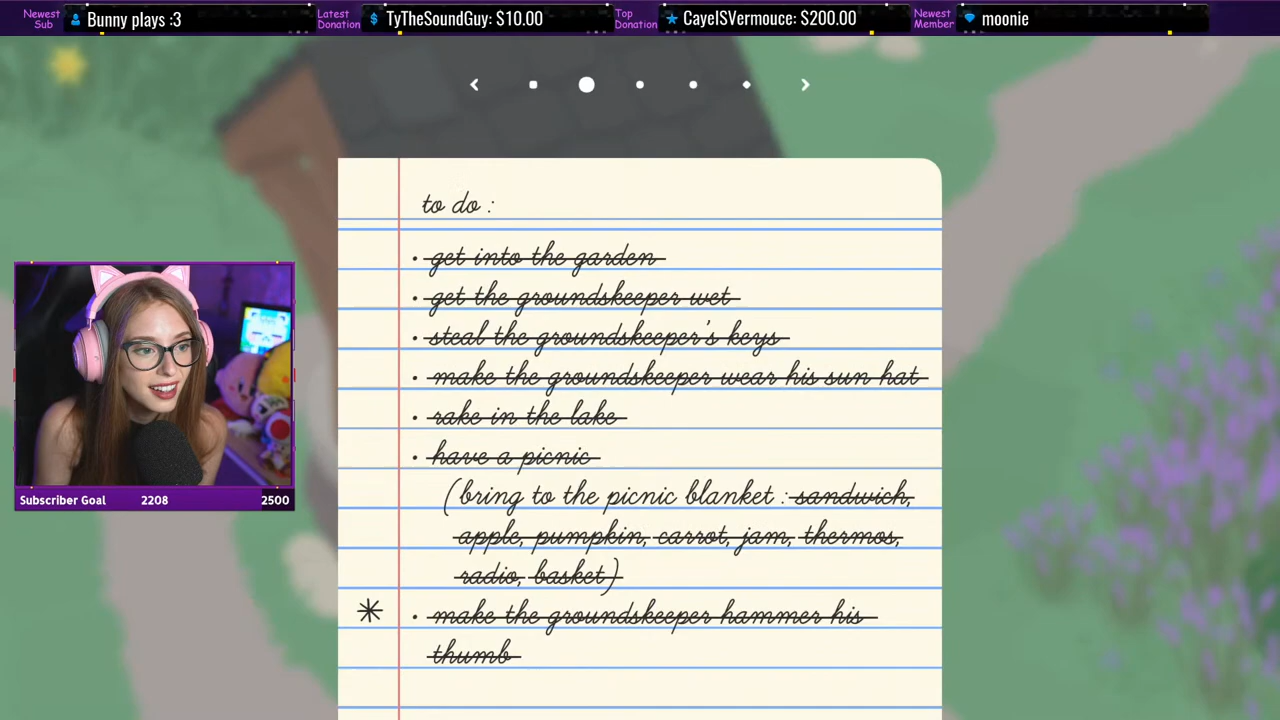 Newest Sub
Bunny plays :3
Latest Donation
TyTheSoundGuy: $10.00
Top Donation
CayelSVermouce: $200.00
Newest Member
moonie
to do :
• get into the garden
• get the groundskeeper wet
• steal the groundskeeper's keys
• make the groundskeeper wear his sun hat
• rake in the lake
• have a picnic
(bring to the picnic blanket : sandwich,
apple, pumpkin, carrot, jam, thermos,
radio, basket)
• make the groundskeeper hammer his
thumb
Subscriber Goal 2208 2500